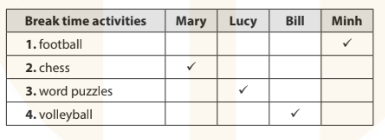 Break time activities Mary Lucy Bill Minh
1. football ✓
2. chess ✓
3. word puzzles ✓
4. volleyball ✓